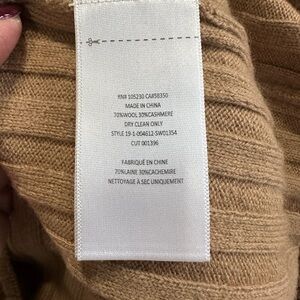 RN# 105230 CA#58350
MADE IN CHINA
70%WOOL 30%CASHMERE
DRY CLEAN ONLY
STYLE 19-1-004612-SW01354
CUT 001396
FABRIQUÉ EN CHINE
70%LAINE 30%CACHEMIRE
NETTOYAGE À SEC UNIQUEMENT